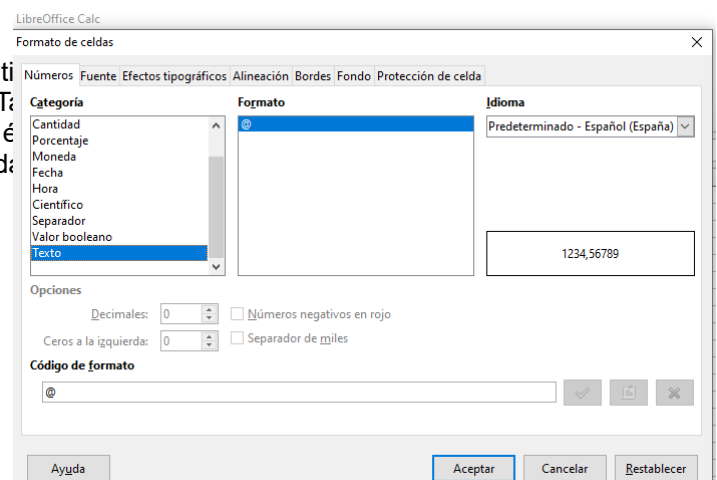 LibreOffice Calc
Formato de celdas
Números Fuente Efectos tipográficos Alineación Bordes Fondo Protección de celda
Categoría
Cantidad
Porcentaje
Moneda
Fecha
Hora
Científico
Separador
Valor booleano
Texto
Formato
@
Idioma
Predeterminado - Español (España)
1234,56789
Opciones
Decimales: 0
Números negativos en rojo
Ceros a la izquierda: 0
Separador de miles
Código de formato
@
Ayuda Aceptar Cancelar Restablecer